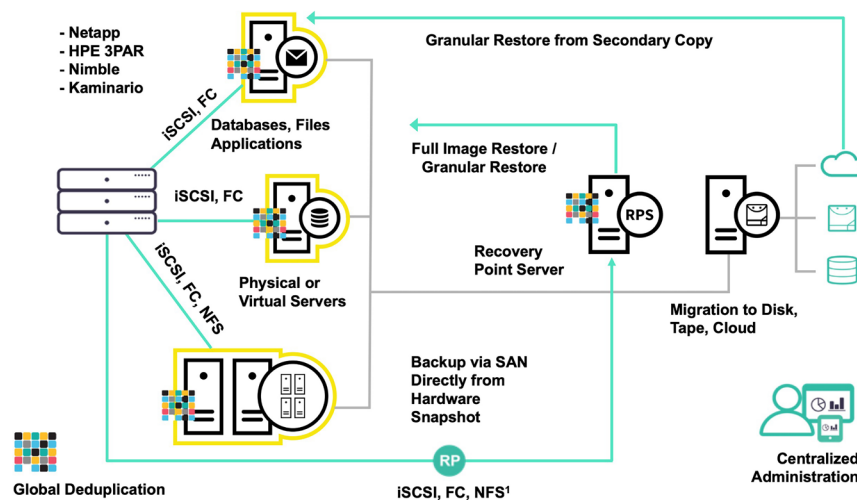 - Netapp
- HPE 3PAR
- Nimble
- Kaminario
Granular Restore from Secondary Copy
iSCSI, FC
Databases, Files
Applications
Full Image Restore /
Granular Restore
iSCSI, FC
RPS
Recovery
Point Server
Physical or
Virtual Servers
iSCSI, FC, NFS
Migration to Disk,
Tape, Cloud
Backup via SAN
Directly from
Hardware
Snapshot
RP
iSCSI, FC, NFS¹
Global Deduplication
Centralized
Administration